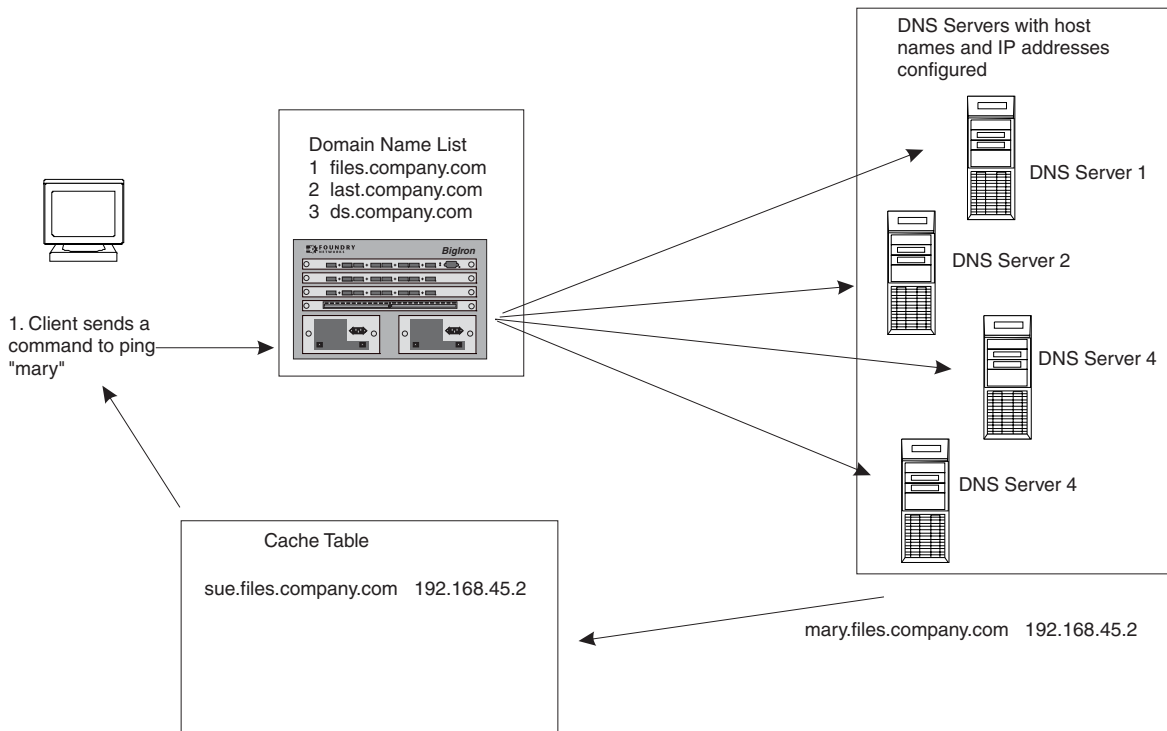 DNS Servers with host
names and IP addresses
configured
Domain Name List
1 files.company.com
2 last.company.com
3 ds.company.com
FOUNDRY
NETWORKS
BigIron
DNS Server 1
DNS Server 2
1. Client sends a
command to ping
"mary"
DNS Server 4
DNS Server 4
Cache Table
sue.files.company.com 192.168.45.2
mary.files.company.com 192.168.45.2